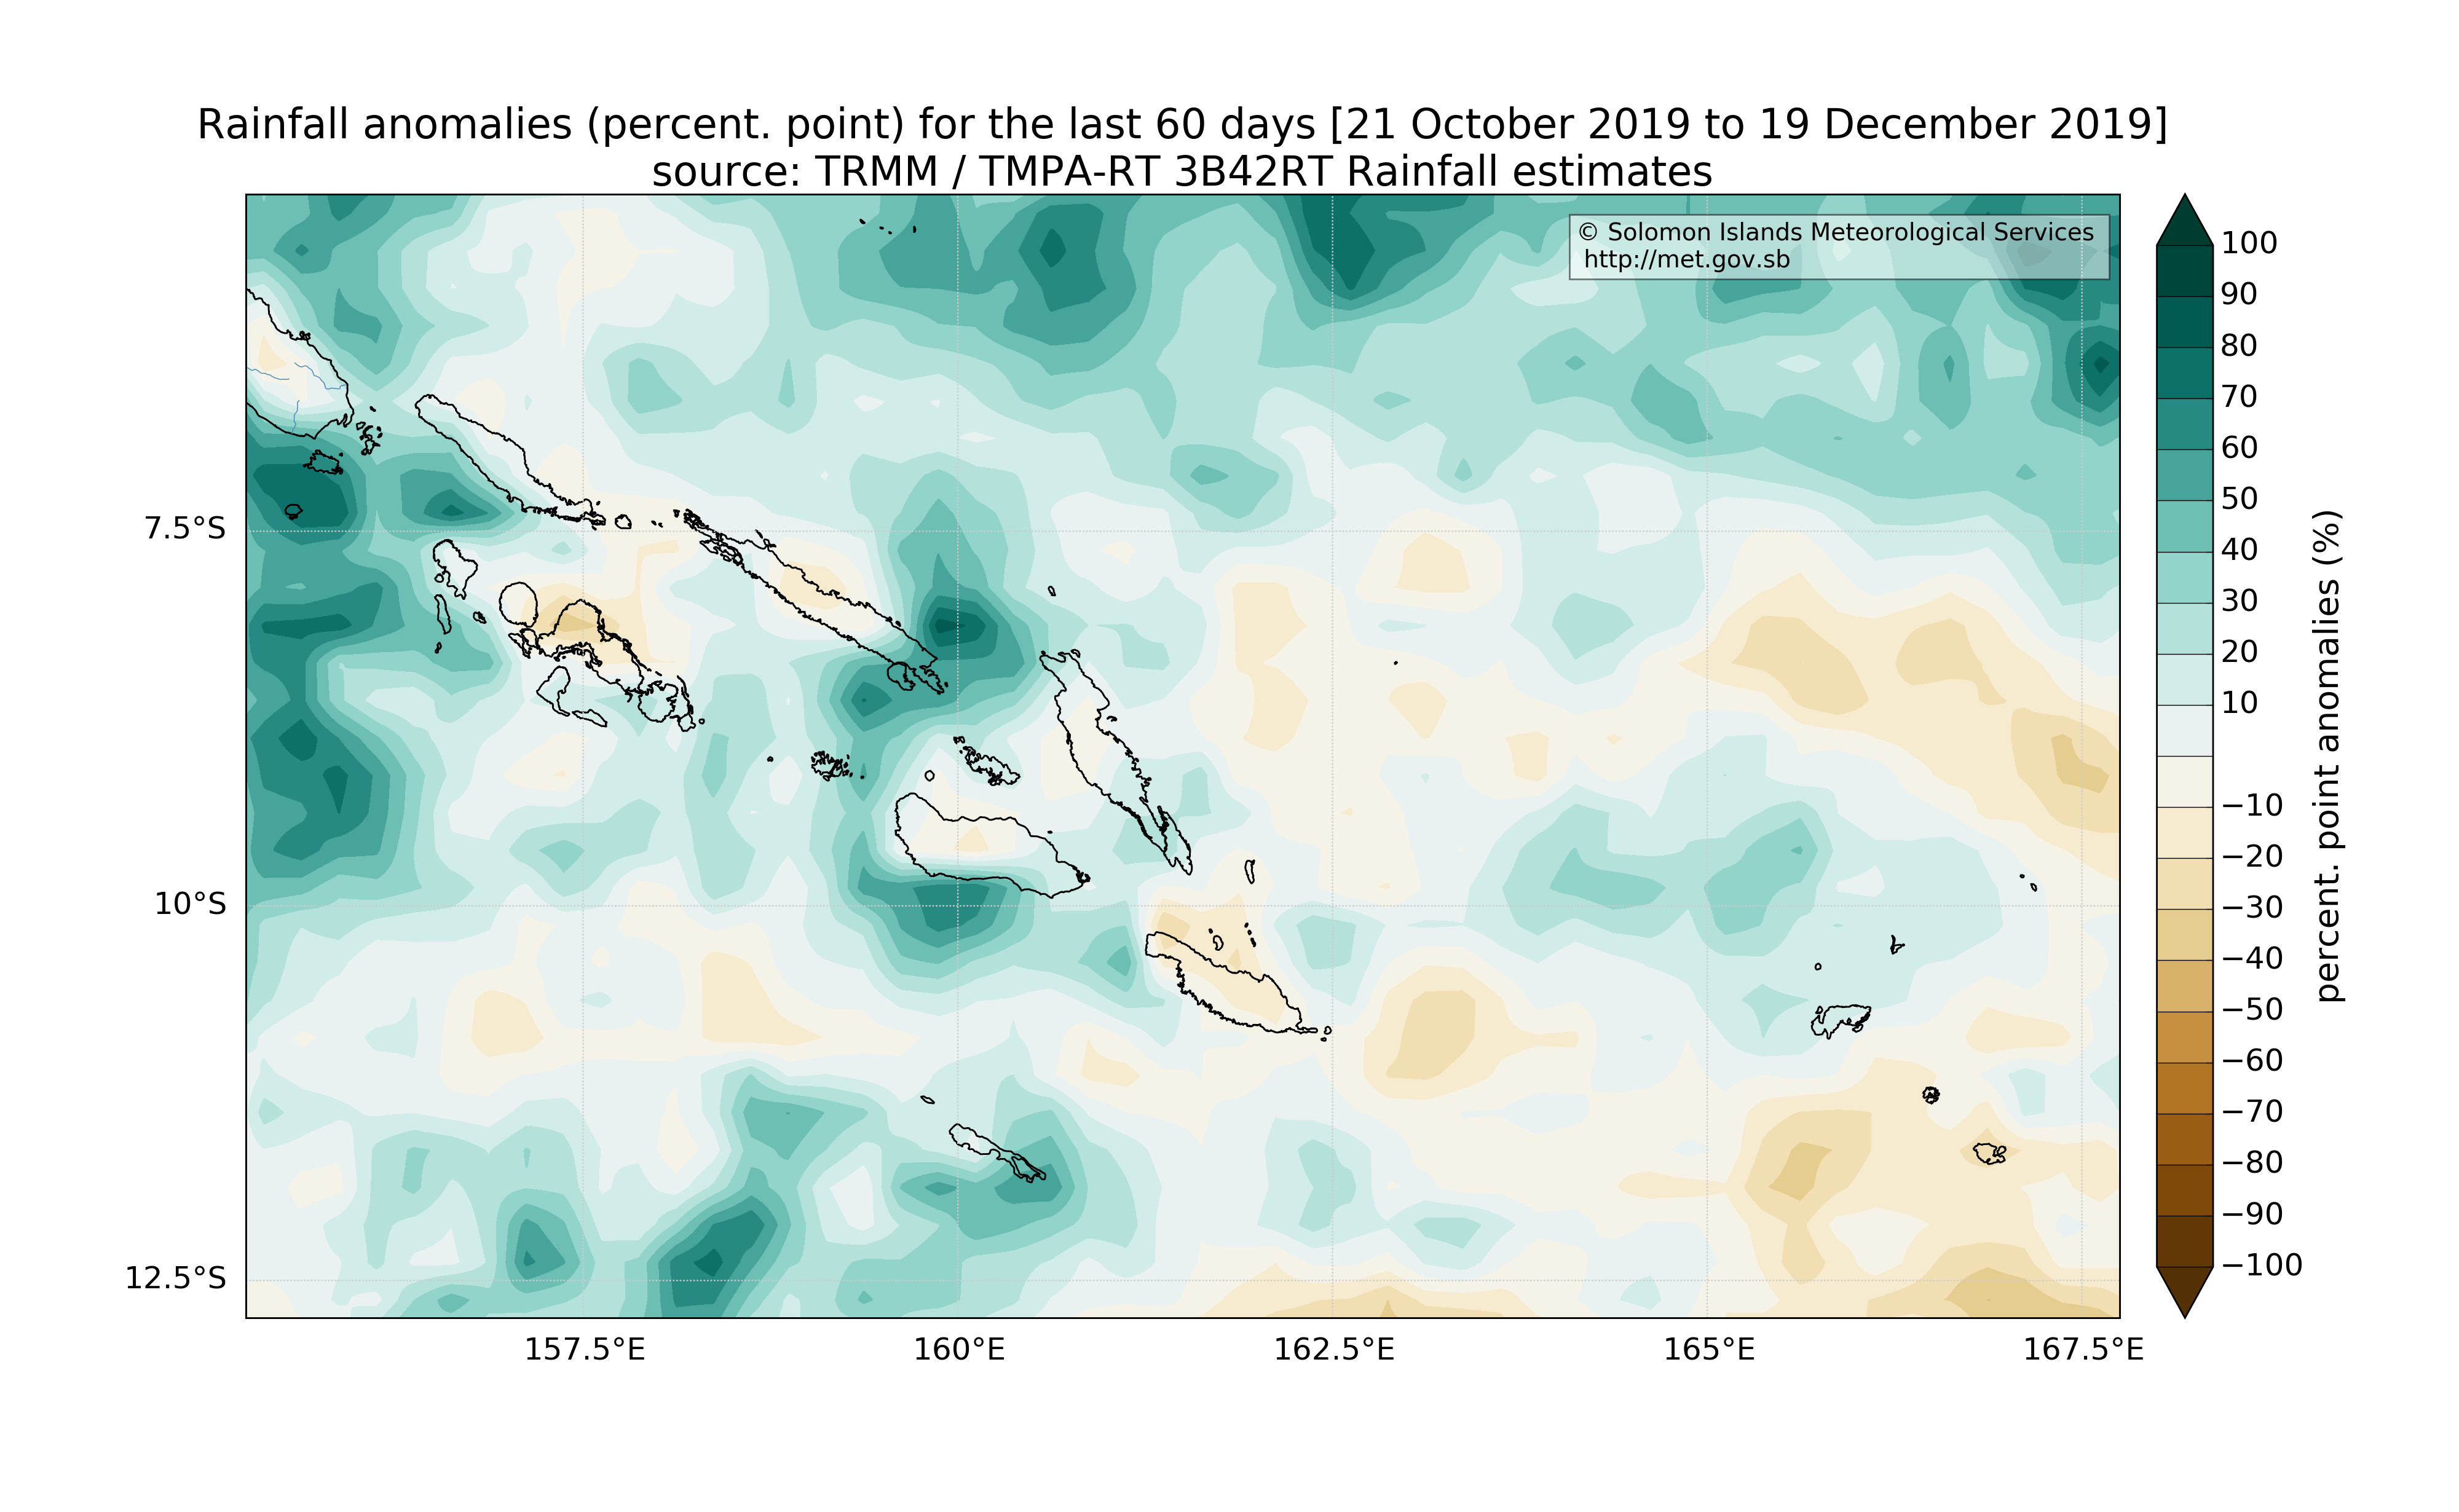 Rainfall anomalies (percent. point) for the last 60 days [21 October 2019 to 19 December 2019]
source: TRMM / TMPA-RT 3B42RT Rainfall estimates
© Solomon Islands Meteorological Services
http://met.gov.sb
7.5°S
10°S
12.5°S
157.5°E
160°E
162.5°E
165°E
167.5°E
100
90
80
70
60
50
40
30
20
10
−10
−20
−30
−40
−50
−60
−70
−80
−90
−100
percent. point anomalies (%)